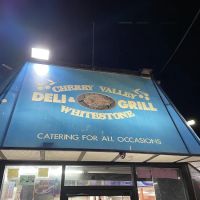 CHERRY VALLEY
DELI & GRILL
WHITESTONE
CATERING FOR ALL OCCASIONS